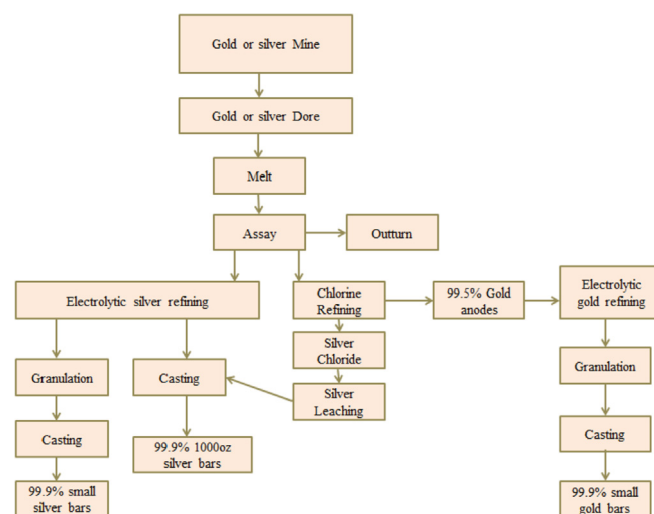 Gold or silver Mine
Gold or silver Dore
Melt
Assay
Outturn
Electrolytic silver refining
Chlorine
Refining
99.5% Gold
anodes
Electrolytic
gold refining
Silver
Chloride
Granulation
Casting
Silver
Leaching
Granulation
Casting
99.9% 1000oz
silver bars
Casting
99.9% small
silver bars
99.9% small
gold bars